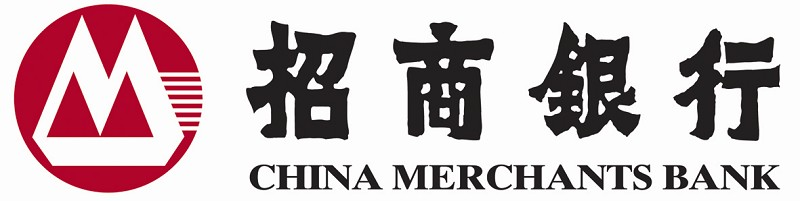 招商銀行
CHINA MERCHANTS BANK